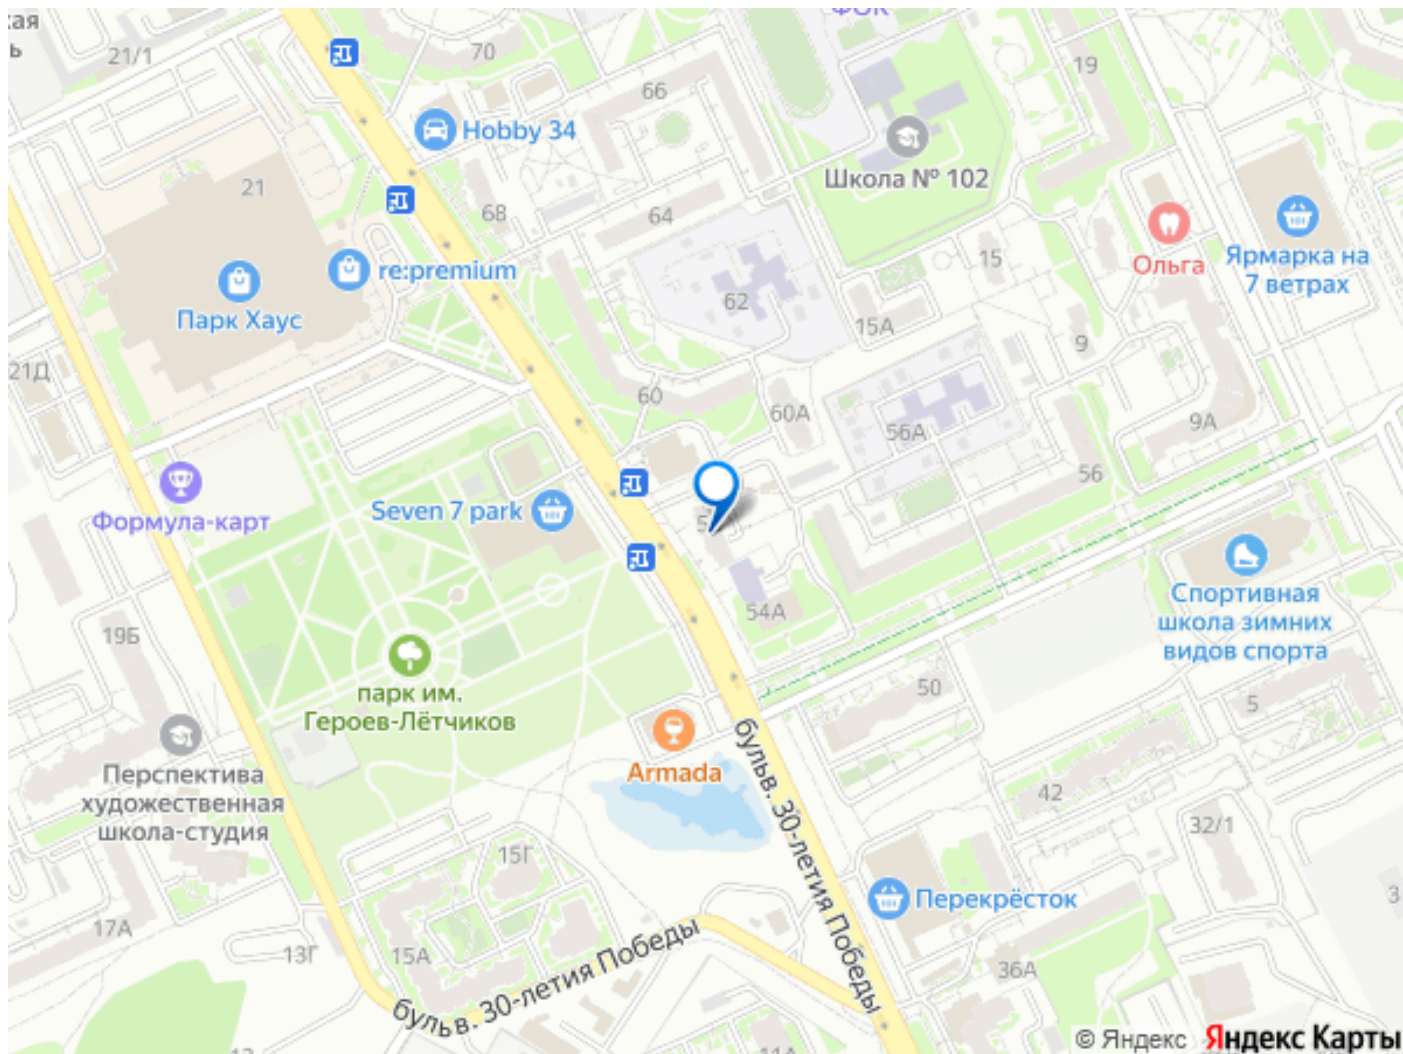 ФОК
ь
21/1
70
19
66
Hobby 34
Школа № 102
21
68
64
15
Ольга
Ярмарка на
7 ветрах
re:premium
62
Парк Хаус
15А
9
21Д
60
60А
9А
56А
56
Seven 7 park
Формула-карт
54А
Спортивная
школа зимних
видов спорта
19Б
парк им.
Героев-Лётчиков
50
5
Armada
бульв. 30-летия Победы
Перспектива
художественная
школа-студия
42
32/1
15Г
3
Перекрёсток
17А
13Г
15А
бульв. 30-летия Победы
36А
© Яндекс Яндекс Карты